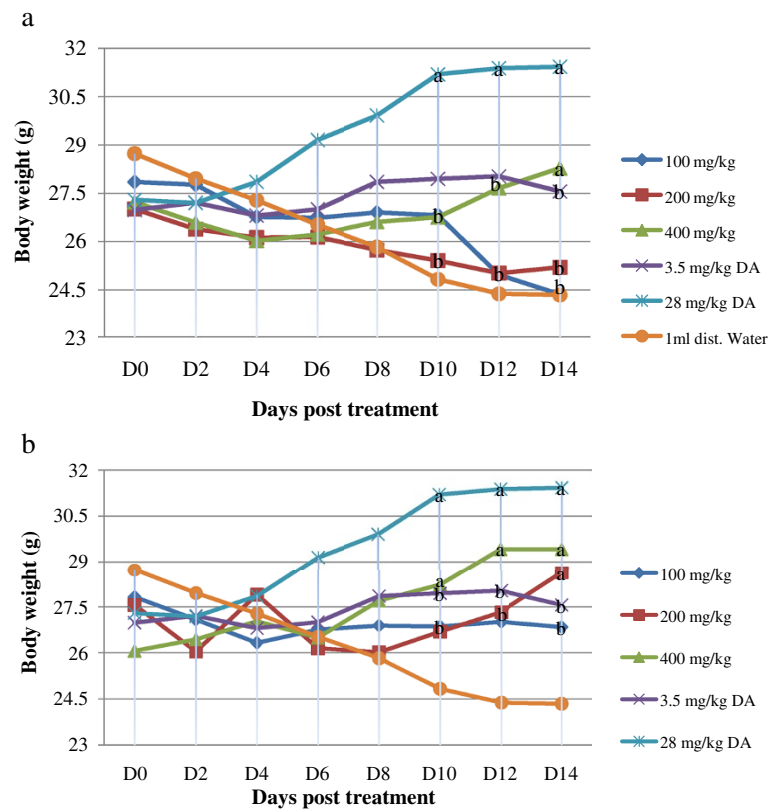 a
32
30.5
29
27.5
26
24.5
23
Body weight (g)
a a a
a
b b
b b b b
b
D0 D2 D4 D6 D8 D10 D12 D14
Days post treatment
100 mg/kg
200 mg/kg
400 mg/kg
3.5 mg/kg DA
28 mg/kg DA
1ml dist. Water
b
32
30.5
29
27.5
26
24.5
23
Body weight (g)
a a a
a a a
a
b b b
b b b
D0 D2 D4 D6 D8 D10 D12 D14
Days post treatment
100 mg/kg
200 mg/kg
400 mg/kg
3.5 mg/kg DA
28 mg/kg DA